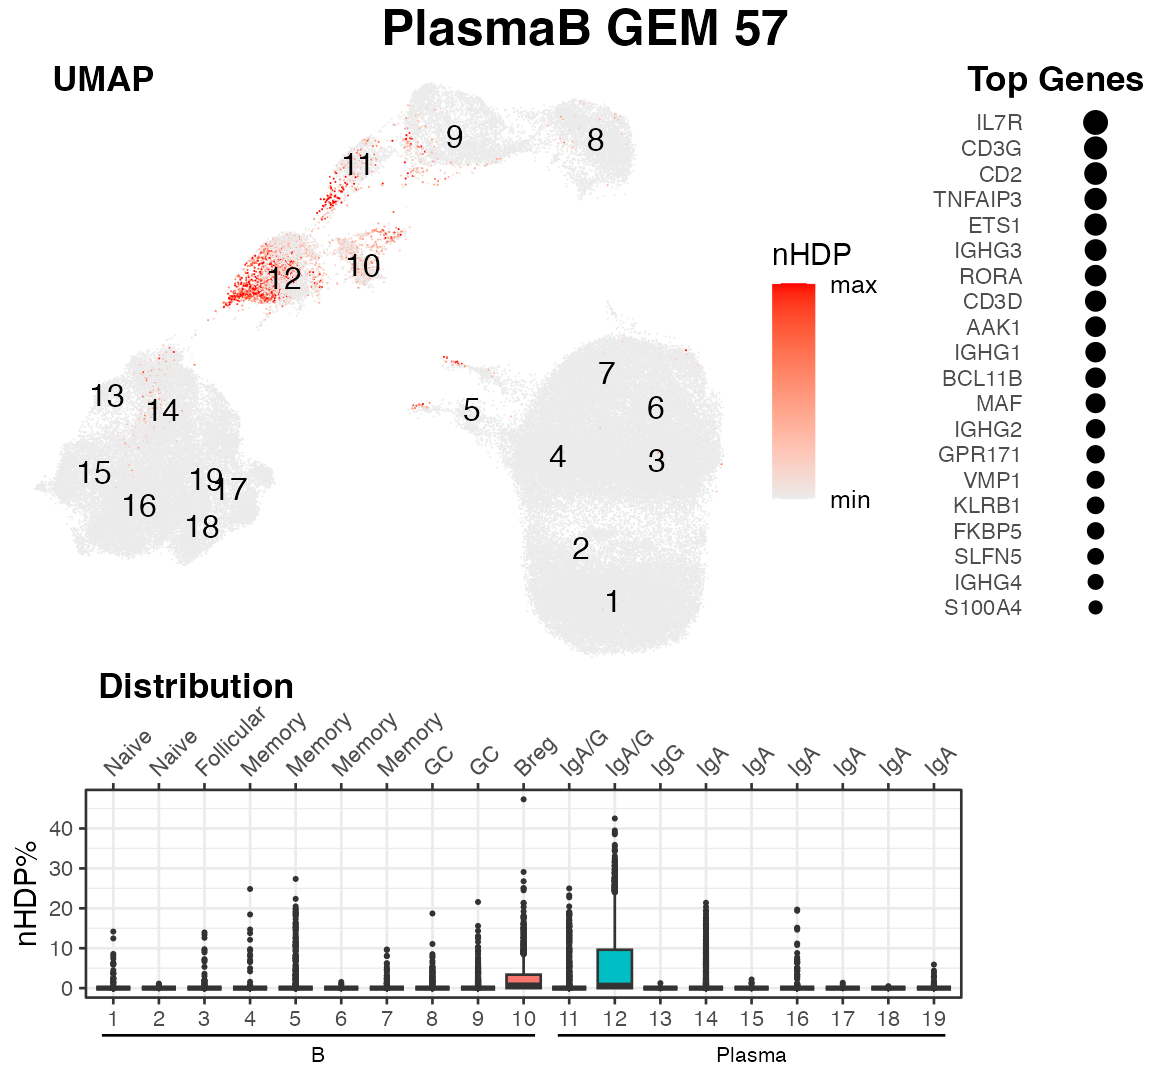 PlasmaB GEM 57
UMAP
Top Genes
9
8
11
12
10
13
14
15
16
19
17
18
7
6
5
4
3
2
1
nHDP
max
min
IL7R
CD3G
CD2
TNFAIP3
ETS1
IGHG3
RORA
CD3D
AAK1
IGHG1
BCL11B
MAF
IGHG2
GPR171
VMP1
KLRB1
FKBP5
SLFN5
IGHG4
S100A4
Distribution
Naive Naive Follicular Memory Memory Memory Memory GC GC Breg IgA/G IgA/G IgG IgA IgA IgA IgA IgA IgA
nHDP%
40
30
20
10
0
1 2 3 4 5 6 7 8 9 10 11 12 13 14 15 16 17 18 19
B Plasma